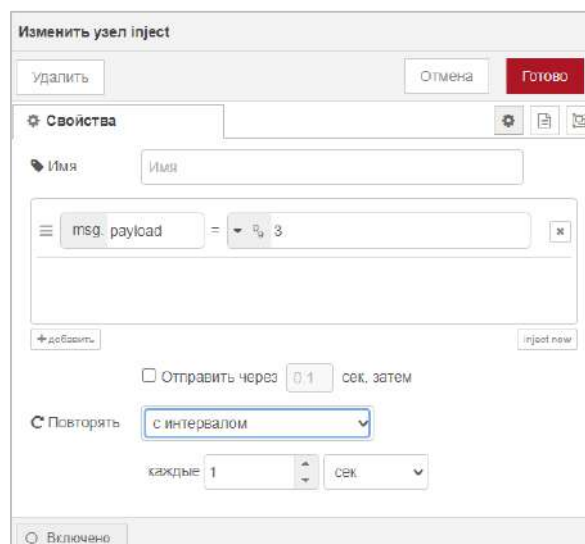 Изменить узел inject
Удалить Отмена Готово
Свойства
Имя Имя
msg. payload = 3
добавить inject now
Отправить через 0.1 сек, затем
Повторять с интервалом
каждые 1 сек
Включено